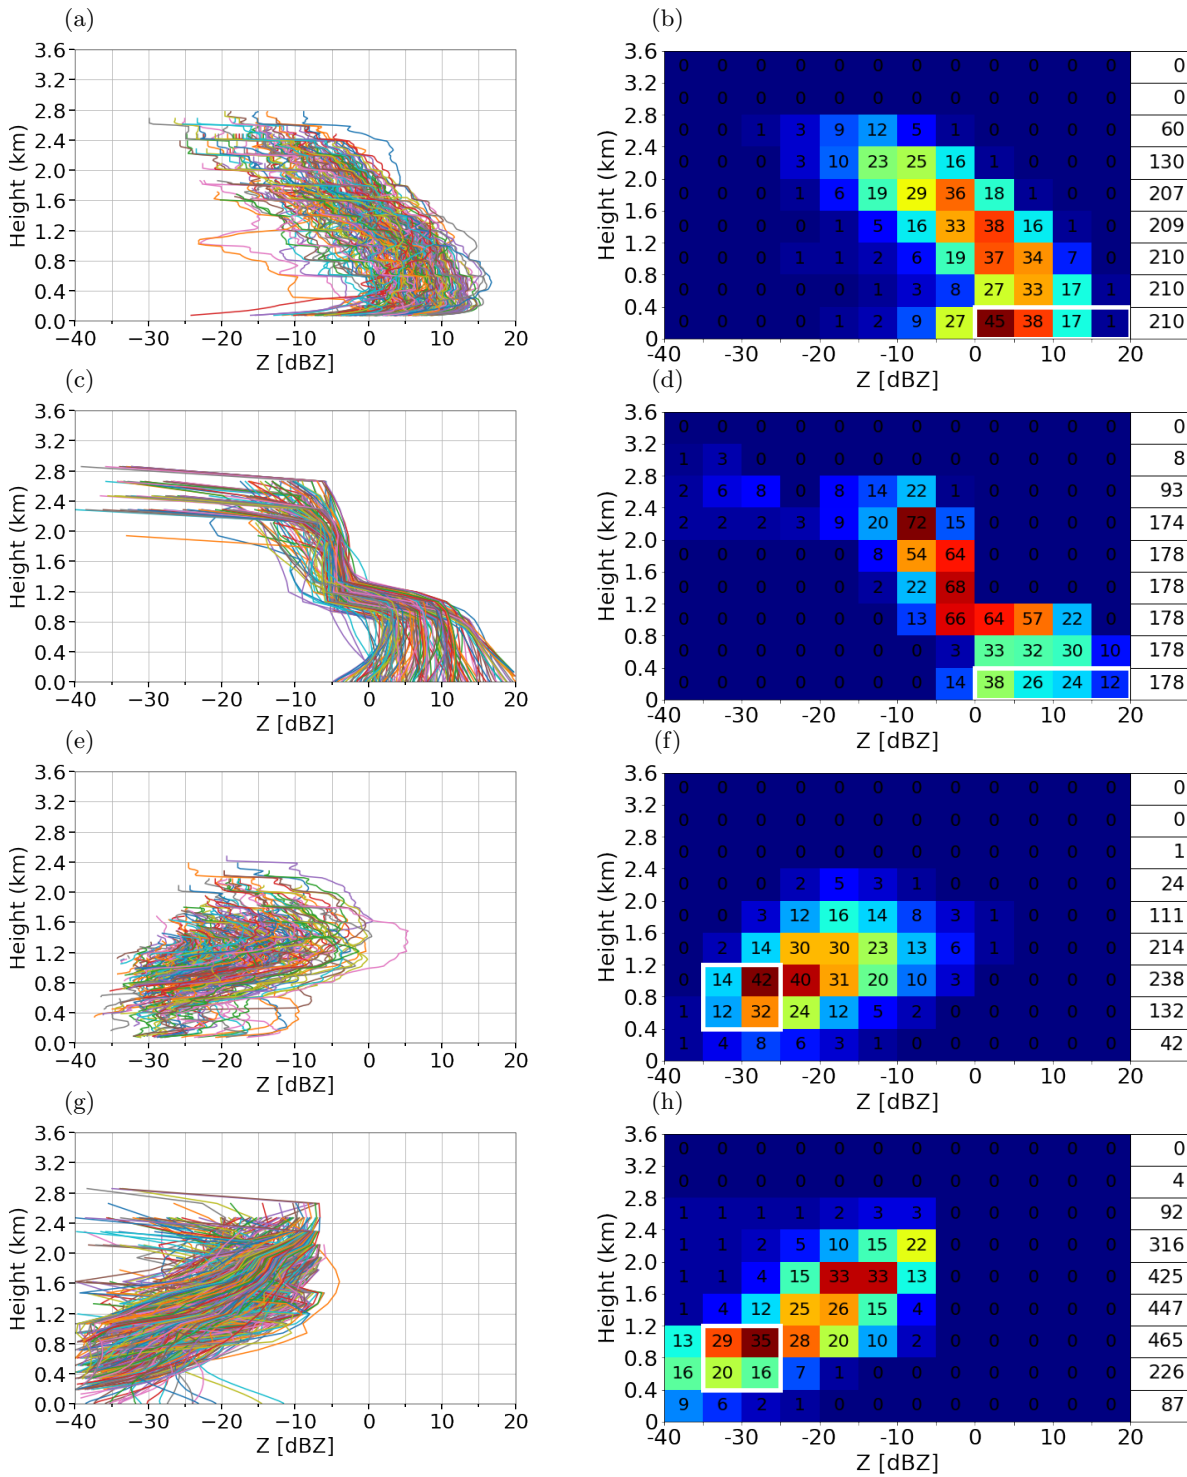 (a) (b)
3.6 3.6 0 0 0 0 0 0 0 0 0 0 0 0 0
3.2 3.2 0 0 0 0 0 0 0 0 0 0 0 0 0
2.8 2.8 0 0 1 3 9 12 5 1 0 0 0 0 60
2.4 2.4 0 0 0 3 10 23 25 16 1 0 0 0 130
2.0 2.0 0 0 0 1 6 19 29 36 18 1 0 0 207
1.6 1.6 0 0 0 0 1 5 16 33 38 16 1 0 209
1.2 1.2 0 0 0 1 1 2 6 19 37 34 7 0 210
0.8 0.8 0 0 0 0 0 1 3 8 27 33 17 1 210
0.4 0.4 0 0 0 0 1 2 9 27 45 38 17 1 210
0.0 0
Height (km) Height (km)
−40 −30 −20 −10 0 10 20 -40 -30 -20 -10 0 10 20
Z [dBZ] Z [dBZ]
(c) (d)
3.6 3.6 0 0 0 0 0 0 0 0 0 0 0 0 0
3.2 3.2 1 3 0 0 0 0 0 0 0 0 0 0 8
2.8 2.8 2 6 8 0 8 14 22 1 0 0 0 0 93
2.4 2.4 2 2 2 3 9 20 72 15 0 0 0 0 174
2.0 2.0 0 0 0 0 0 8 54 64 0 0 0 0 178
1.6 1.6 0 0 0 0 0 2 22 68 0 0 0 0 178
1.2 1.2 0 0 0 0 0 0 13 66 64 57 22 0 178
0.8 0.8 0 0 0 0 0 0 0 3 33 32 30 10 178
0.4 0.4 0 0 0 0 0 0 0 14 38 26 24 12 178
0.0 0
Height (km) Height (km)
−40 −30 −20 −10 0 10 20 -40 -30 -20 -10 0 10 20
Z [dBZ] Z [dBZ]
(e) (f)
3.6 3.6 0 0 0 0 0 0 0 0 0 0 0 0 0
3.2 3.2 0 0 0 0 0 0 0 0 0 0 0 0 0
2.8 2.8 0 0 0 0 0 0 0 0 0 0 0 0 1
2.4 2.4 0 0 0 2 5 3 1 0 0 0 0 0 24
2.0 2.0 0 0 3 12 16 14 8 3 1 0 0 0 111
1.6 1.6 0 2 14 30 30 23 13 6 1 0 0 0 214
1.2 1.2 0 14 42 40 31 20 10 3 0 0 0 0 238
0.8 0.8 1 12 32 24 12 5 2 0 0 0 0 0 132
0.4 0.4 1 4 8 6 3 1 0 0 0 0 0 0 42
0.0 0
Height (km) Height (km)
−40 −30 −20 −10 0 10 20 -40 -30 -20 -10 0 10 20
Z [dBZ] Z [dBZ]
(g) (h)
3.6 3.6 0 0 0 0 0 0 0 0 0 0 0 0 0
3.2 3.2 0 0 0 0 0 0 0 0 0 0 0 0 4
2.8 2.8 1 1 1 1 2 3 3 0 0 0 0 0 92
2.4 2.4 1 1 2 5 10 15 22 0 0 0 0 0 316
2.0 2.0 1 1 4 15 33 33 13 0 0 0 0 0 425
1.6 1.6 1 4 12 25 26 15 4 0 0 0 0 0 447
1.2 1.2 13 29 35 28 20 10 2 0 0 0 0 0 465
0.8 0.8 16 20 16 7 1 0 0 0 0 0 0 0 226
0.4 0.4 9 6 2 1 0 0 0 0 0 0 0 0 87
0.0 0
Height (km) Height (km)
−40 −30 −20 −10 0 10 20 -40 -30 -20 -10 0 10 20
Z [dBZ] Z [dBZ]